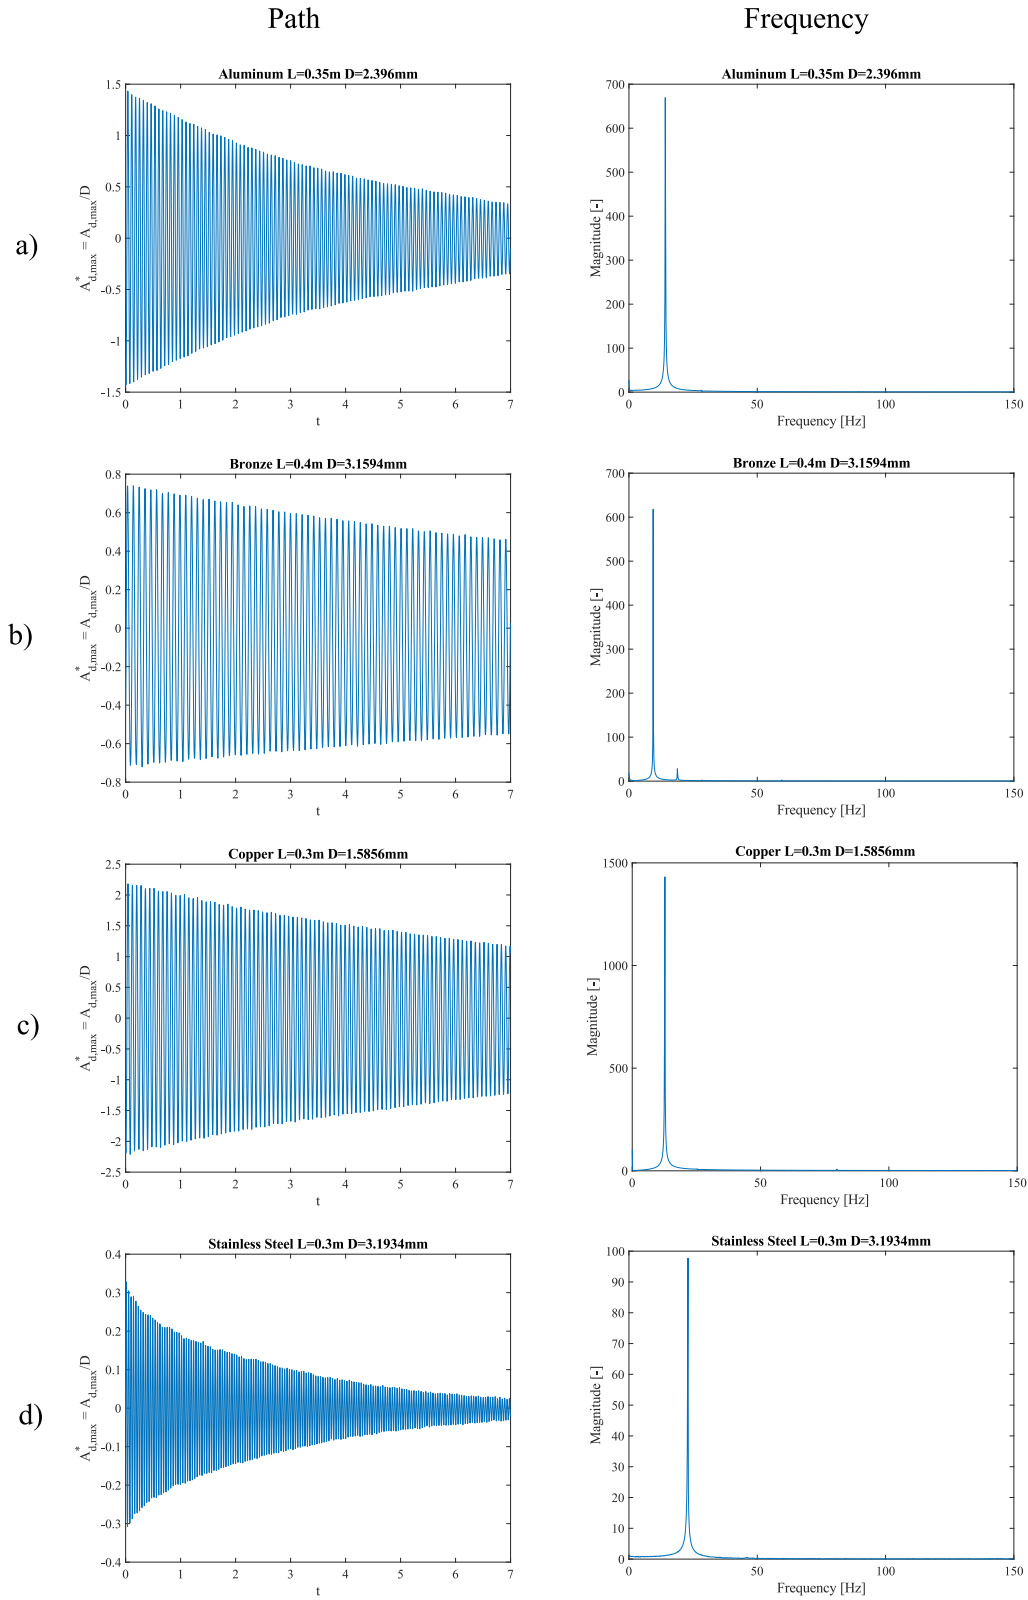 Path
Frequency
a)
Aluminum L=0.35m D=2.396mm
A*d,max = Ad,max/D
1.5
1
0.5
0
-0.5
-1
-1.5
0 1 2 3 4 5 6 7
t
Aluminum L=0.35m D=2.396mm
Magnitude [-]
700
600
500
400
300
200
100
0
0 50 100 150
Frequency [Hz]
b)
Bronze L=0.4m D=3.1594mm
A*d,max = Ad,max/D
0.8
0.6
0.4
0.2
0
-0.2
-0.4
-0.6
-0.8
0 1 2 3 4 5 6 7
t
Bronze L=0.4m D=3.1594mm
Magnitude [-]
700
600
500
400
300
200
100
0
0 50 100 150
Frequency [Hz]
c)
Copper L=0.3m D=1.5856mm
A*d,max = Ad,max/D
2.5
2
1.5
1
0.5
0
-0.5
-1
-1.5
-2
-2.5
0 1 2 3 4 5 6 7
t
Copper L=0.3m D=1.5856mm
Magnitude [-]
1500
1000
500
0
0 50 100 150
Frequency [Hz]
d)
Stainless Steel L=0.3m D=3.1934mm
A*d,max = Ad,max/D
0.4
0.3
0.2
0.1
0
-0.1
-0.2
-0.3
-0.4
0 1 2 3 4 5 6 7
t
Stainless Steel L=0.3m D=3.1934mm
Magnitude [-]
100
90
80
70
60
50
40
30
20
10
0
0 50 100 150
Frequency [Hz]